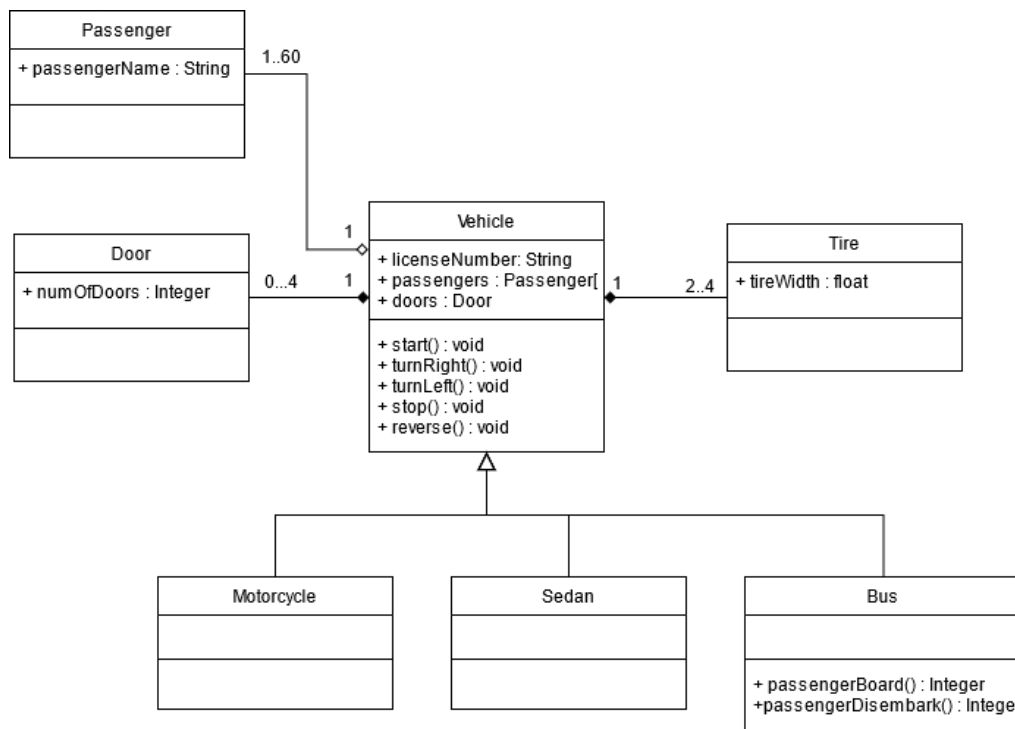 Passenger
+ passengerName : String
1..60
1
Vehicle
+ licenseNumber: String
+ passengers : Passenger[
+ doors : Door
+ start() : void
+ turnRight() : void
+ turnLeft() : void
+ stop() : void
+ reverse() : void
Door
+ numOfDoors : Integer
0...4
1
1
2..4
Tire
+ tireWidth : float
Motorcycle
Sedan
Bus
+ passengerBoard() : Integer
+passengerDisembark() : Intege